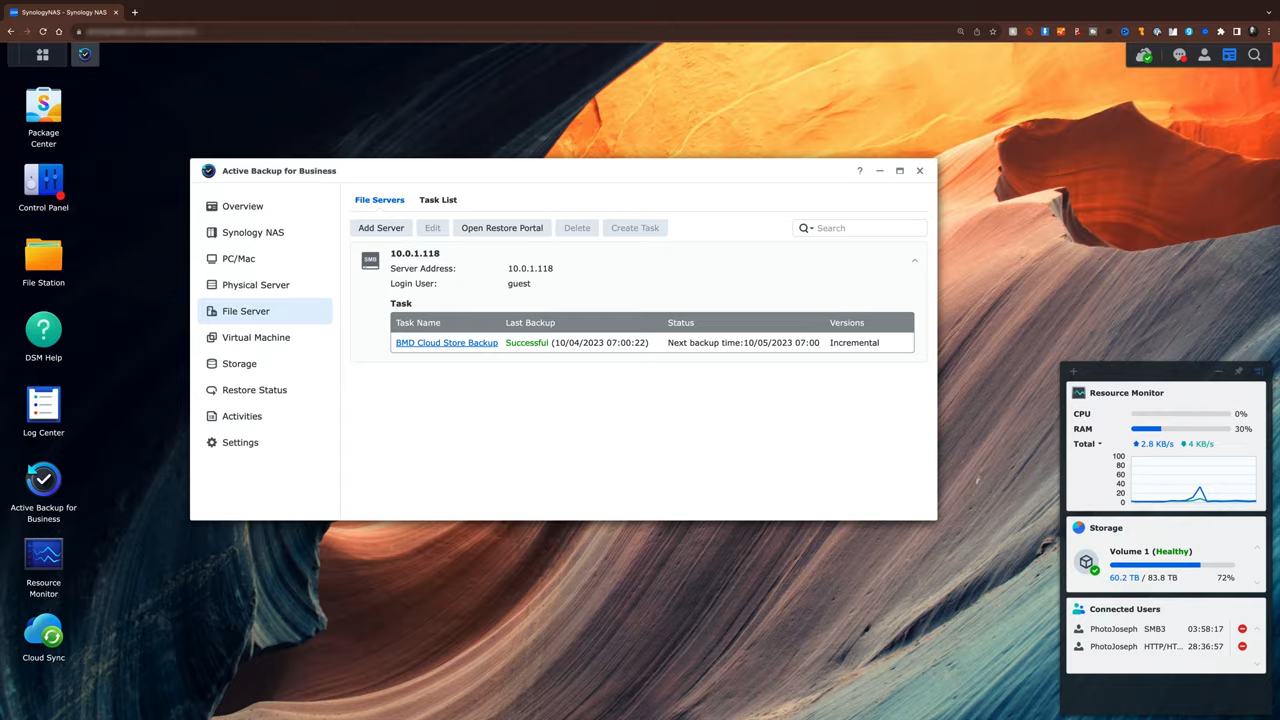 SynologyNAS - Synology NAS
Package
Center
Control Panel
File Station
DSM Help
Log Center
Active Backup for
Business
Resource
Monitor
Cloud Sync
Active Backup for Business
Overview
Synology NAS
PC/Mac
Physical Server
File Server
Virtual Machine
Storage
Restore Status
Activities
Settings
File Servers Task List
Add Server Edit Open Restore Portal Delete Create Task Search
SMB
10.0.1.118
Server Address: 10.0.1.118
Login User: guest
Task
Task Name Last Backup Status Versions
BMD Cloud Store Backup Successful (10/04/2023 07:00:22) Next backup time:10/05/2023 07:00 Incremental
Resource Monitor
CPU 0%
RAM 30%
Total 2.8 KB/s 4 KB/s
100
80
60
40
20
0
Storage
Volume 1 (Healthy)
60.2 TB / 83.8 TB 72%
Connected Users
PhotoJoseph SMB3 03:58:17
PhotoJoseph HTTP/HT... 28:36:57